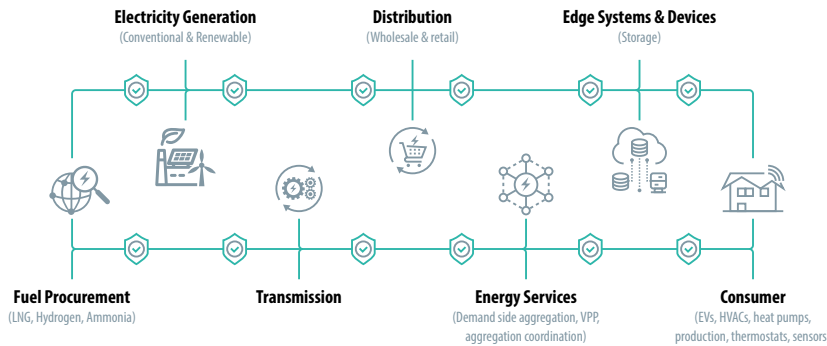 Electricity Generation
(Conventional & Renewable)
Distribution
(Wholesale & retail)
Edge Systems & Devices
(Storage)
Fuel Procurement
(LNG, Hydrogen, Ammonia)
Transmission
Energy Services
(Demand side aggregation, VPP,
aggregation coordination)
Consumer
(EVs, HVACs, heat pumps,
production, thermostats, sensors